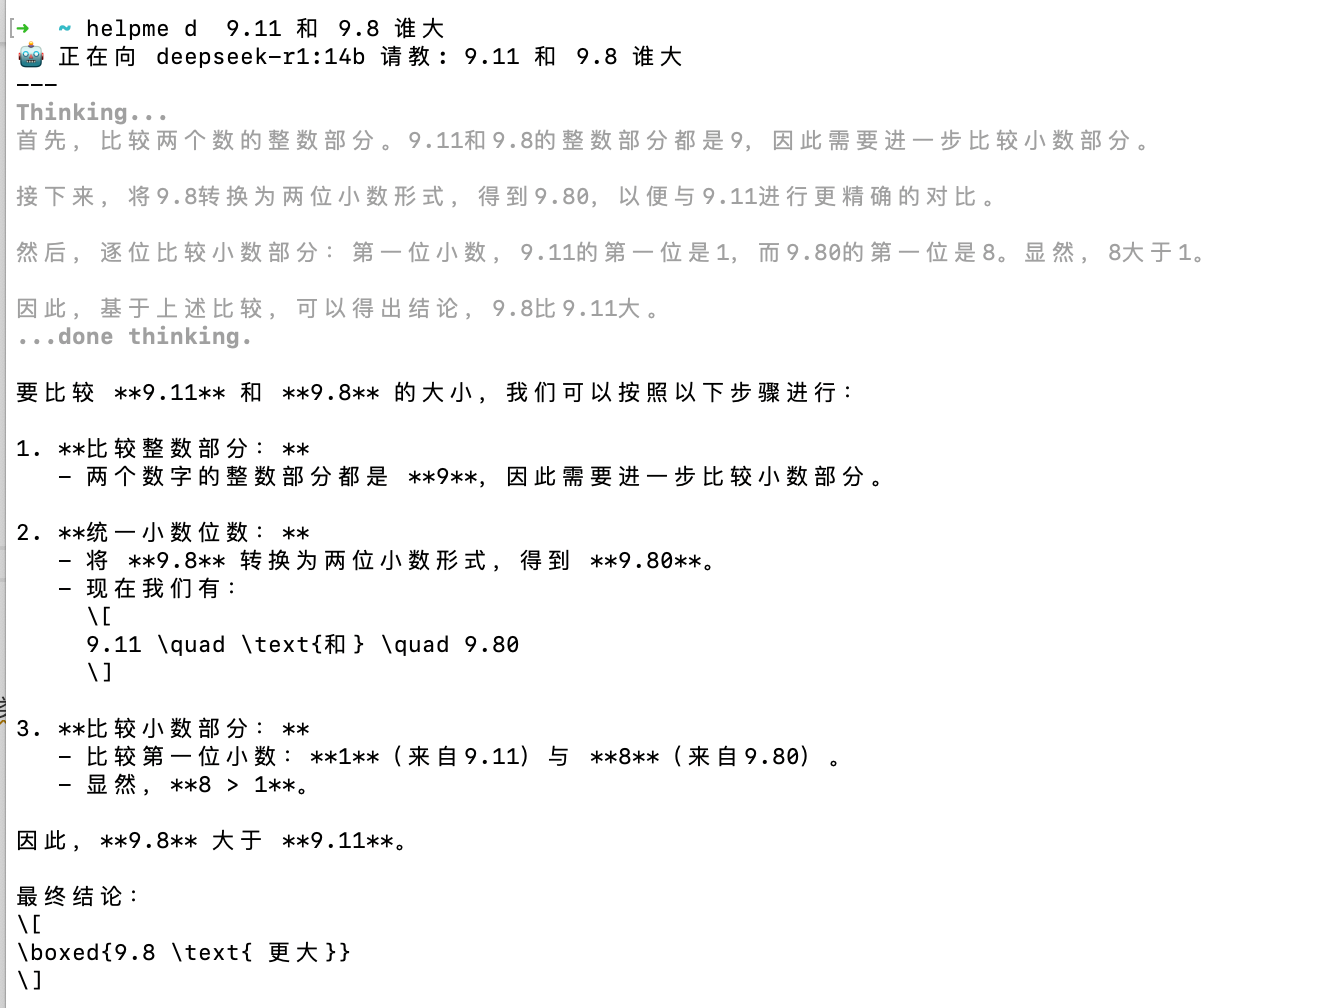 [➜  ~ helpme d  9.11 和 9.8 谁大
🤖 正在向 deepseek-r1:14b 请教: 9.11 和 9.8 谁大
---
Thinking...
首先，比较两个数的整数部分。9.11和9.8的整数部分都是9，因此需要进一步比较小数部分。
接下来，将9.8转换为两位小数形式，得到9.80，以便与9.11进行更精确的对比。
然后，逐位比较小数部分：第一位小数，9.11的第一位是1，而9.80的第一位是8。显然，8大于1。
因此，基于上述比较，可以得出结论，9.8比9.11大。
...done thinking.
要比较 **9.11** 和 **9.8** 的大小，我们可以按照以下步骤进行：
1. **比较整数部分：**
   - 两个数字的整数部分都是 **9**，因此需要进一步比较小数部分。
2. **统一小数位数：**
   - 将 **9.8** 转换为两位小数形式，得到 **9.80**。
   - 现在我们有：
     \[
     9.11 \quad \text{和} \quad 9.80
     \]
3. **比较小数部分：**
   - 比较第一位小数：**1**（来自9.11）与 **8**（来自9.80）。
   - 显然，**8 > 1**。
因此，**9.8** 大于 **9.11**。
最终结论：
\[
\boxed{9.8 \text{ 更大}}
\]